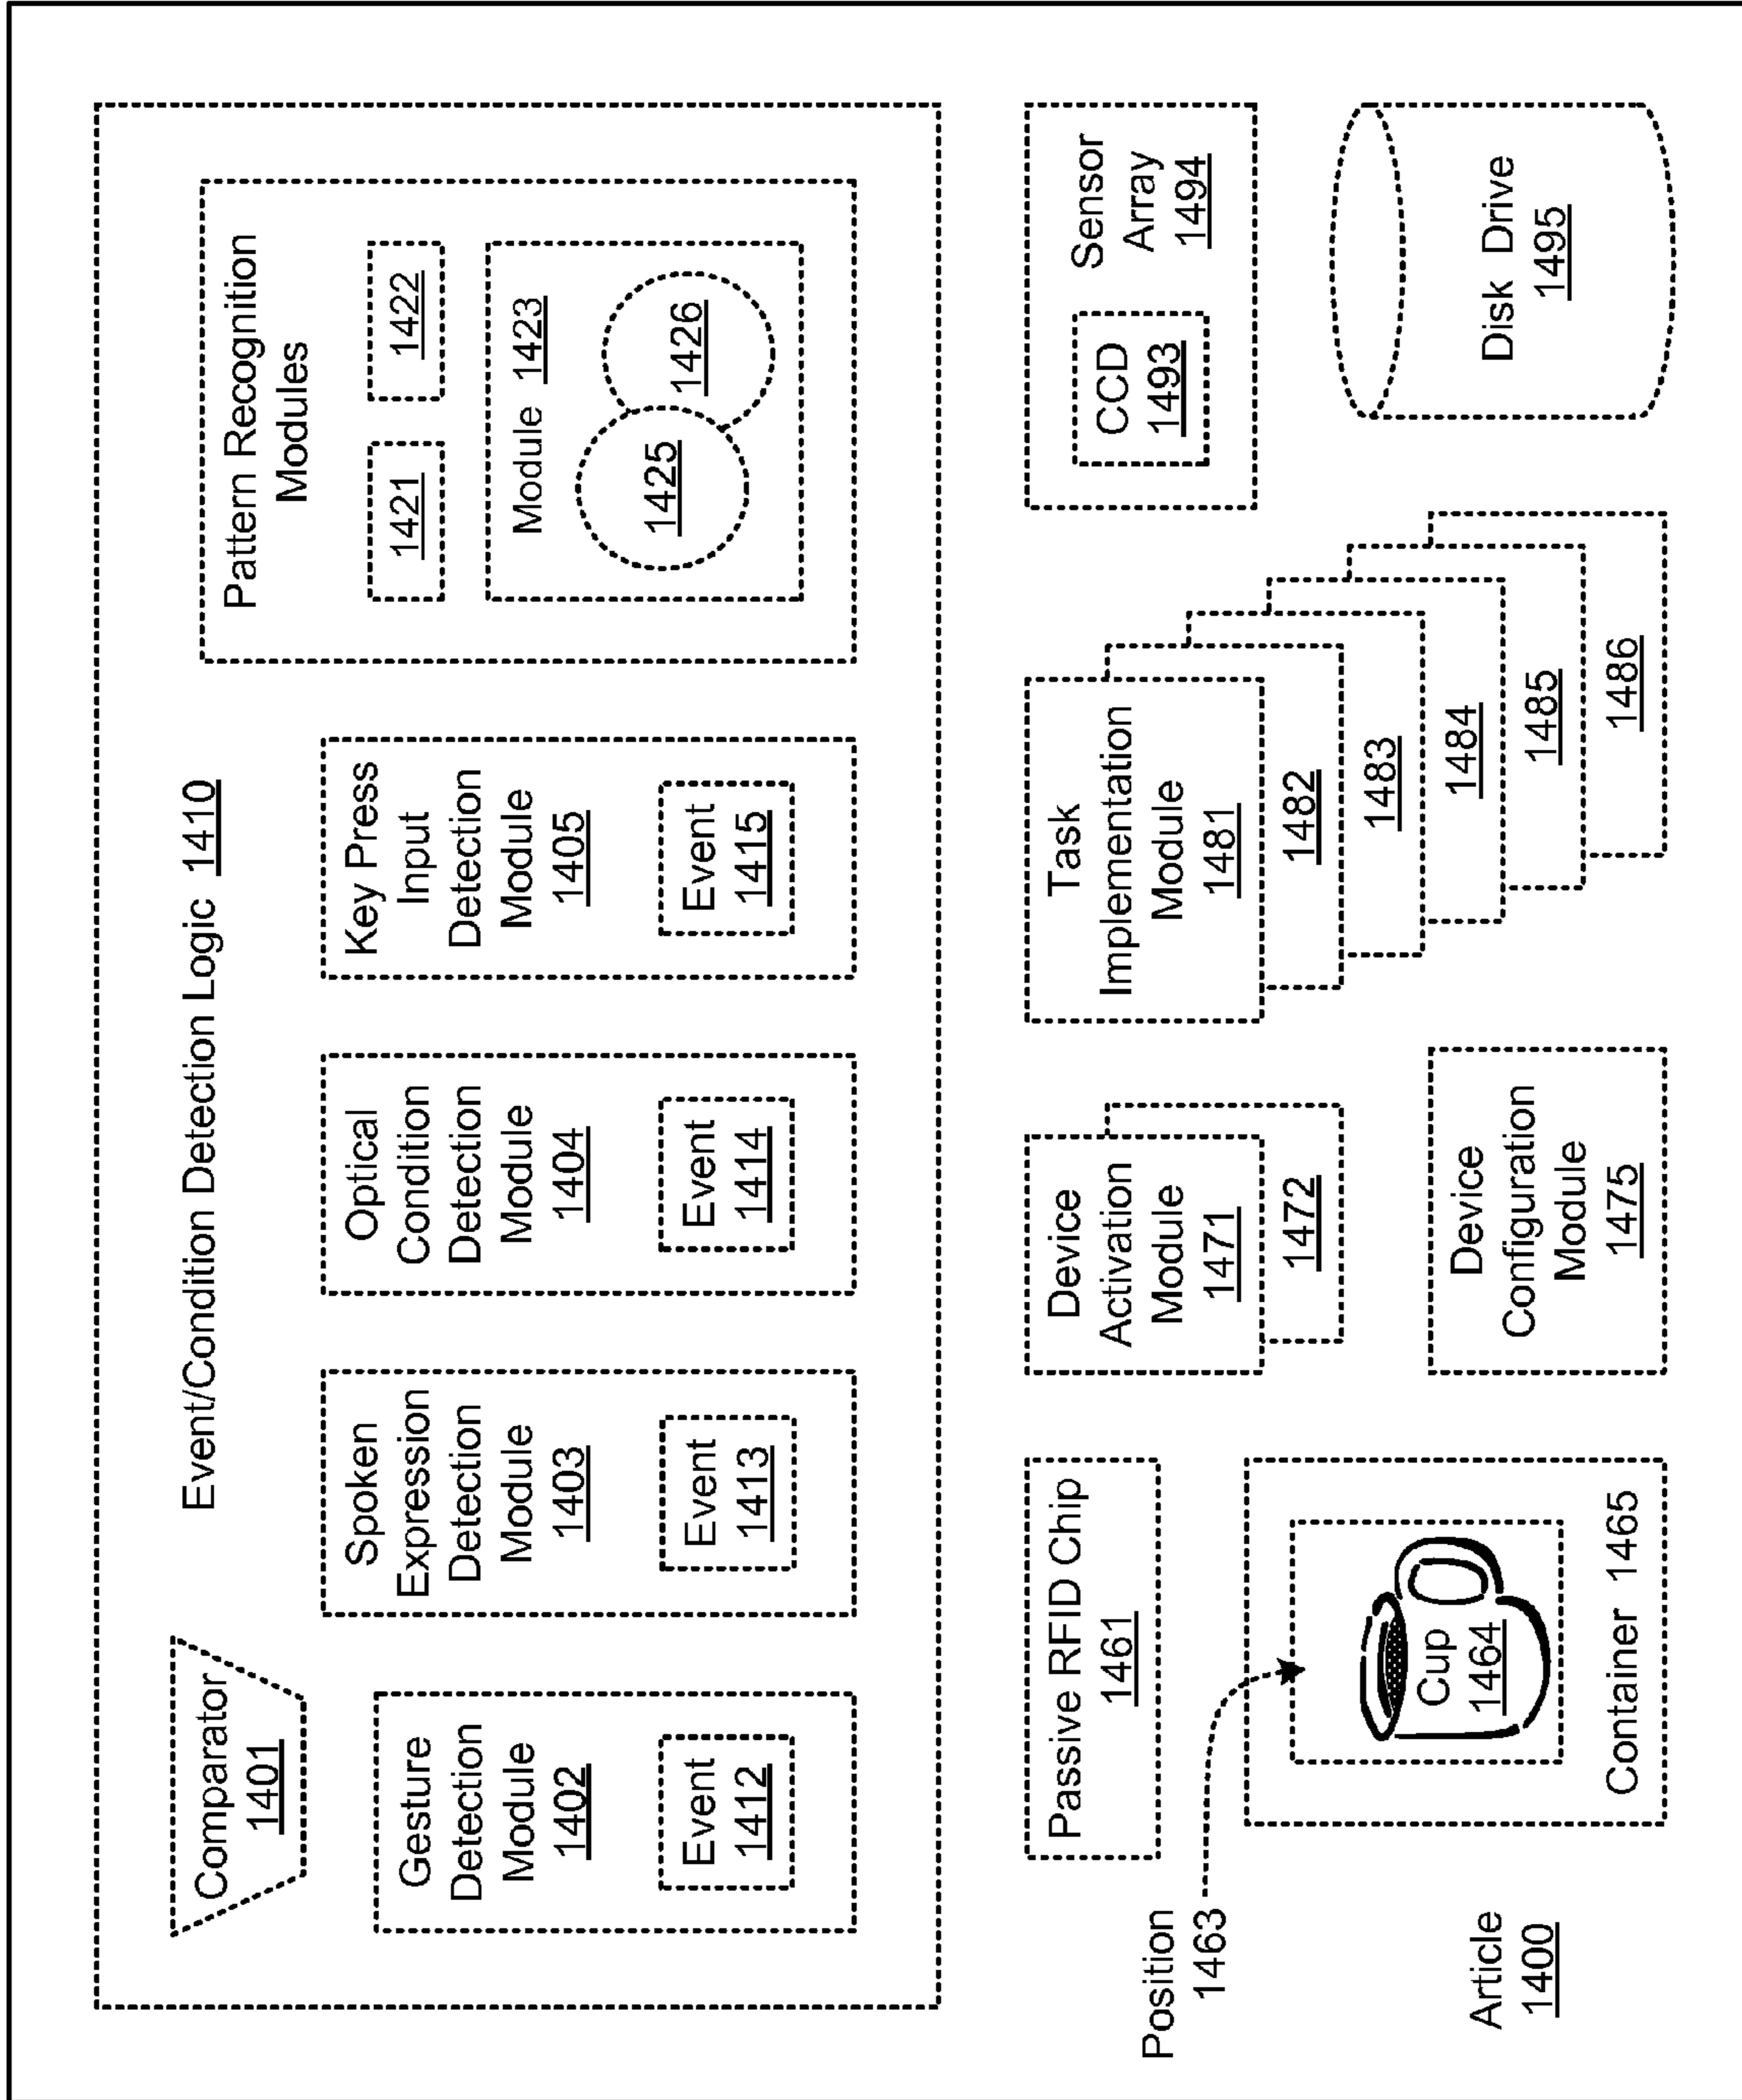 Event/Condition Detection Logic 1410
Comparator
1401
Gesture
Detection
Module
1402
Event
1412
Spoken
Expression
Detection
Module
1403
Event
1413
Optical
Condition
Detection
Module
1404
Event
1414
Key Press
Input
Detection
Module
1405
Event
1415
Pattern Recognition
Modules
1421
1422
Module 1423
1425
1426
Position
1463
Article
1400
Passive RFID Chip
1461
Cup
1464
Container 1465
Device
Activation
Module
1471
1472
Device
Configuration
Module
1475
Task
Implementation
Module
1481
1482
1483
1484
1485
1486
CCD
1493
Sensor
Array
1494
Disk Drive
1495